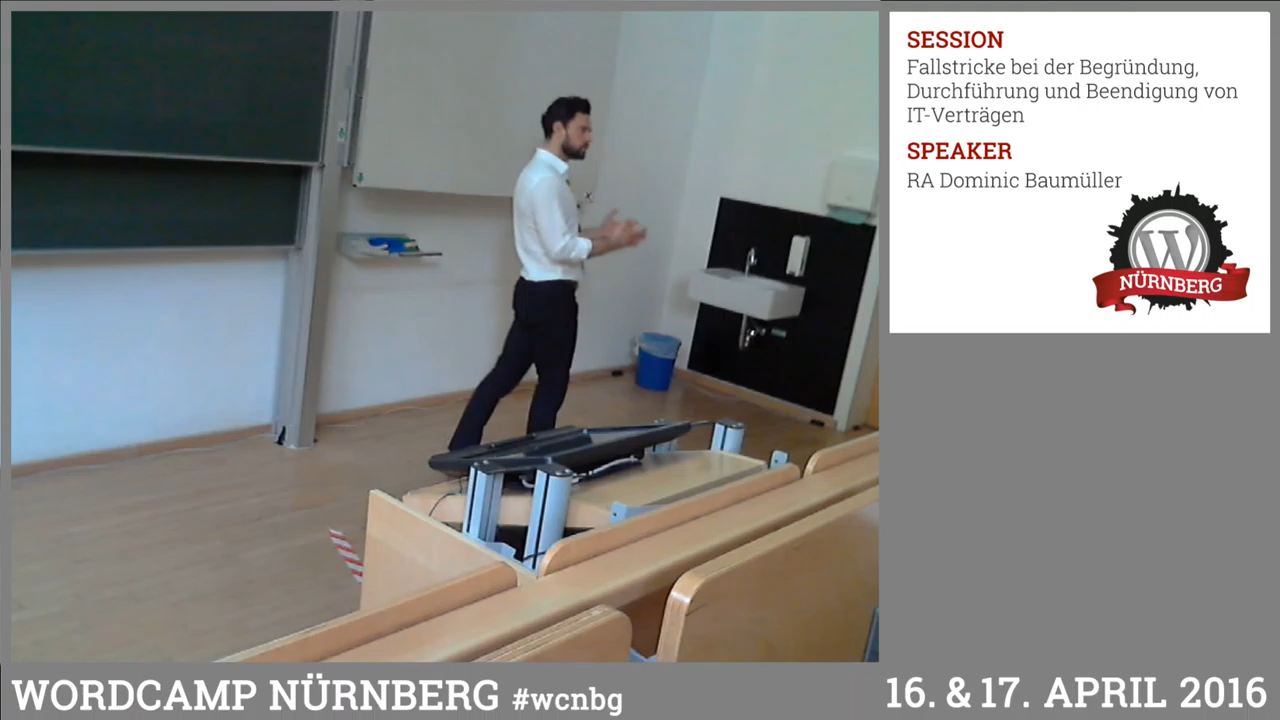 SESSION
Fallstricke bei der Begründung,
Durchführung und Beendigung von
IT-Verträgen
SPEAKER
RA Dominic Baumüller
W
NÜRNBERG
WORDCAMP NÜRNBERG #wcnbg
16. & 17. APRIL 2016